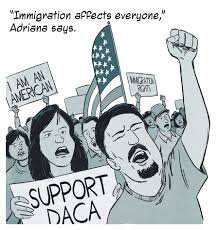 “Immigration affects everyone,”
Adriana says.
I AM AN
AMERICAN
IMMIGRATION
RIGHTS
SUPPORT
DACA